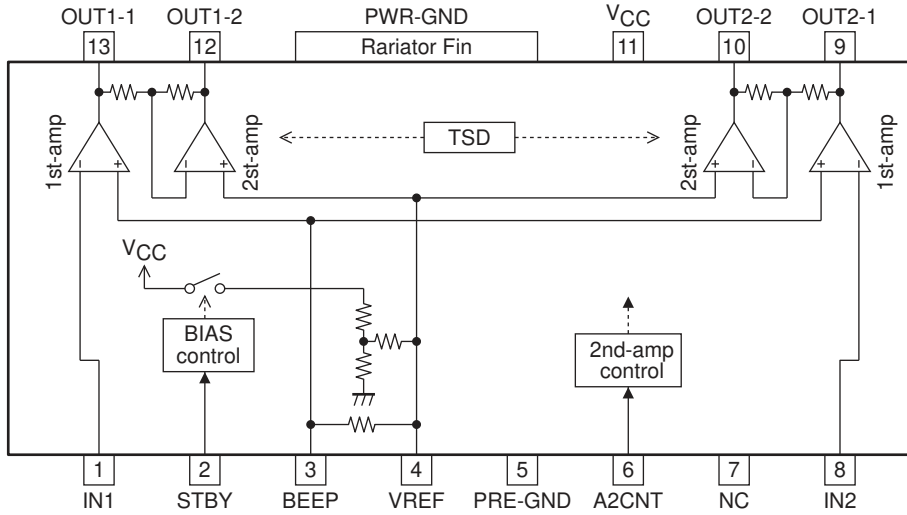 OUT1-1 OUT1-2 PWR-GND VCC OUT2-2 OUT2-1
13 12 Rariator Fin 11 10 9
TSD
1st-amp
2st-amp
2st-amp
1st-amp
+
+
+
+
VCC
BIAS
control
2nd-amp
control
1 2 3 4 5 6 7 8
IN1 STBY BEEP VREF PRE-GND A2CNT NC IN2